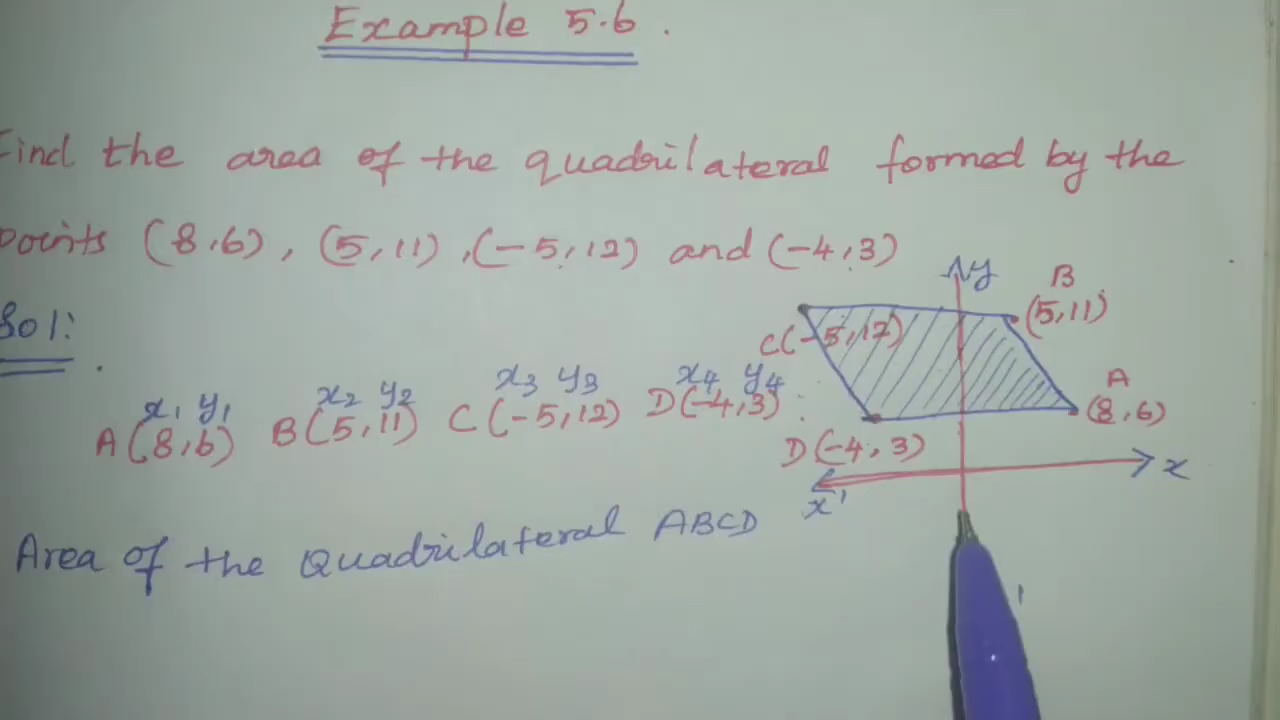 Example 5.6.
Find the area of the quadrilateral formed by the
points (8,6), (5,11), (-5,12) and (-4,3)
Sol:
x1 y1 x2 y2 x3 y3 x4 y4
A(8,6) B(5,11) C(-5,12) D(-4,3)
y
B
(5,11)
C(-5,12)
A
(8,6)
D(-4,3)
x
x'
Area of the Quadrilateral ABCD